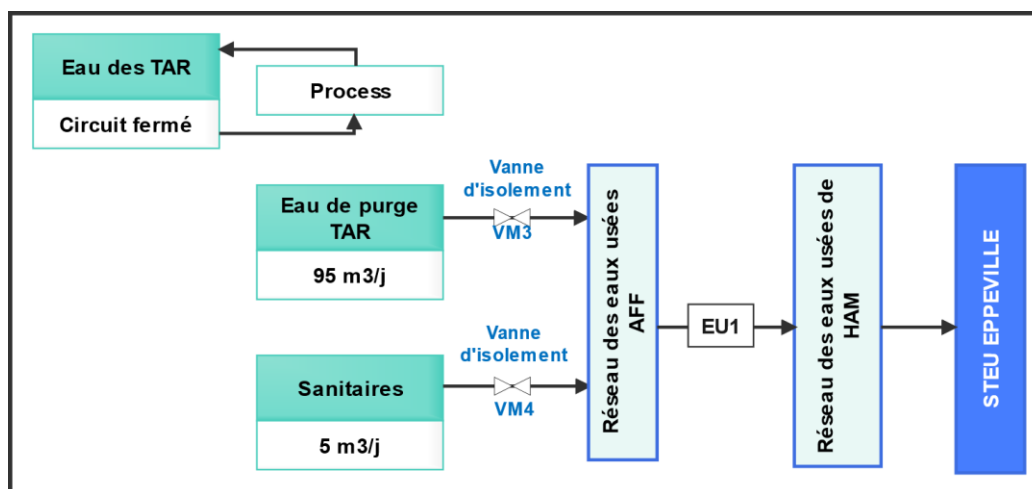 Eau des TAR
Circuit fermé
Process
Eau de purge
TAR
95 m3/j
Vanne
d'isolement
VM3
Sanitaires
5 m3/j
Vanne
d'isolement
VM4
Réseau des eaux usées
AFF
EU1
Réseau des eaux usées de
HAM
STEU EPPEVILLE